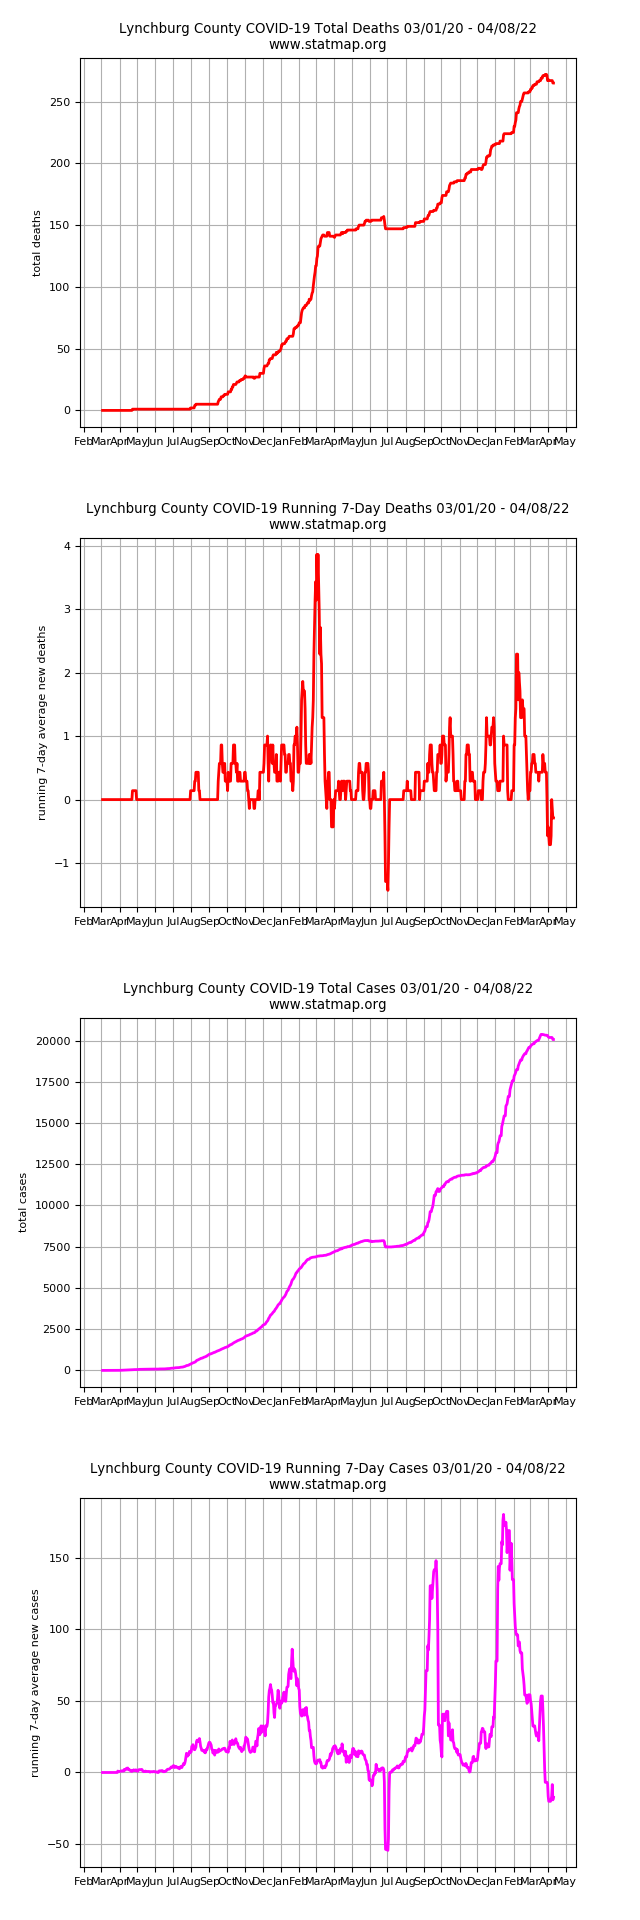 Lynchburg County COVID-19 Total Deaths 03/01/20 - 04/08/22
www.statmap.org
total deaths
250
200
150
100
50
0
Feb Mar Apr May Jun Jul Aug Sep Oct Nov Dec Jan Feb Mar Apr May Jun Jul Aug Sep Oct Nov Dec Jan Feb Mar Apr May
Lynchburg County COVID-19 Running 7-Day Deaths 03/01/20 - 04/08/22
www.statmap.org
running 7-day average new deaths
4
3
2
1
0
−1
Feb Mar Apr May Jun Jul Aug Sep Oct Nov Dec Jan Feb Mar Apr May Jun Jul Aug Sep Oct Nov Dec Jan Feb Mar Apr May
Lynchburg County COVID-19 Total Cases 03/01/20 - 04/08/22
www.statmap.org
total cases
20000
17500
15000
12500
10000
7500
5000
2500
0
Feb Mar Apr May Jun Jul Aug Sep Oct Nov Dec Jan Feb Mar Apr May Jun Jul Aug Sep Oct Nov Dec Jan Feb Mar Apr May
Lynchburg County COVID-19 Running 7-Day Cases 03/01/20 - 04/08/22
www.statmap.org
running 7-day average new cases
150
100
50
0
−50
Feb Mar Apr May Jun Jul Aug Sep Oct Nov Dec Jan Feb Mar Apr May Jun Jul Aug Sep Oct Nov Dec Jan Feb Mar Apr May